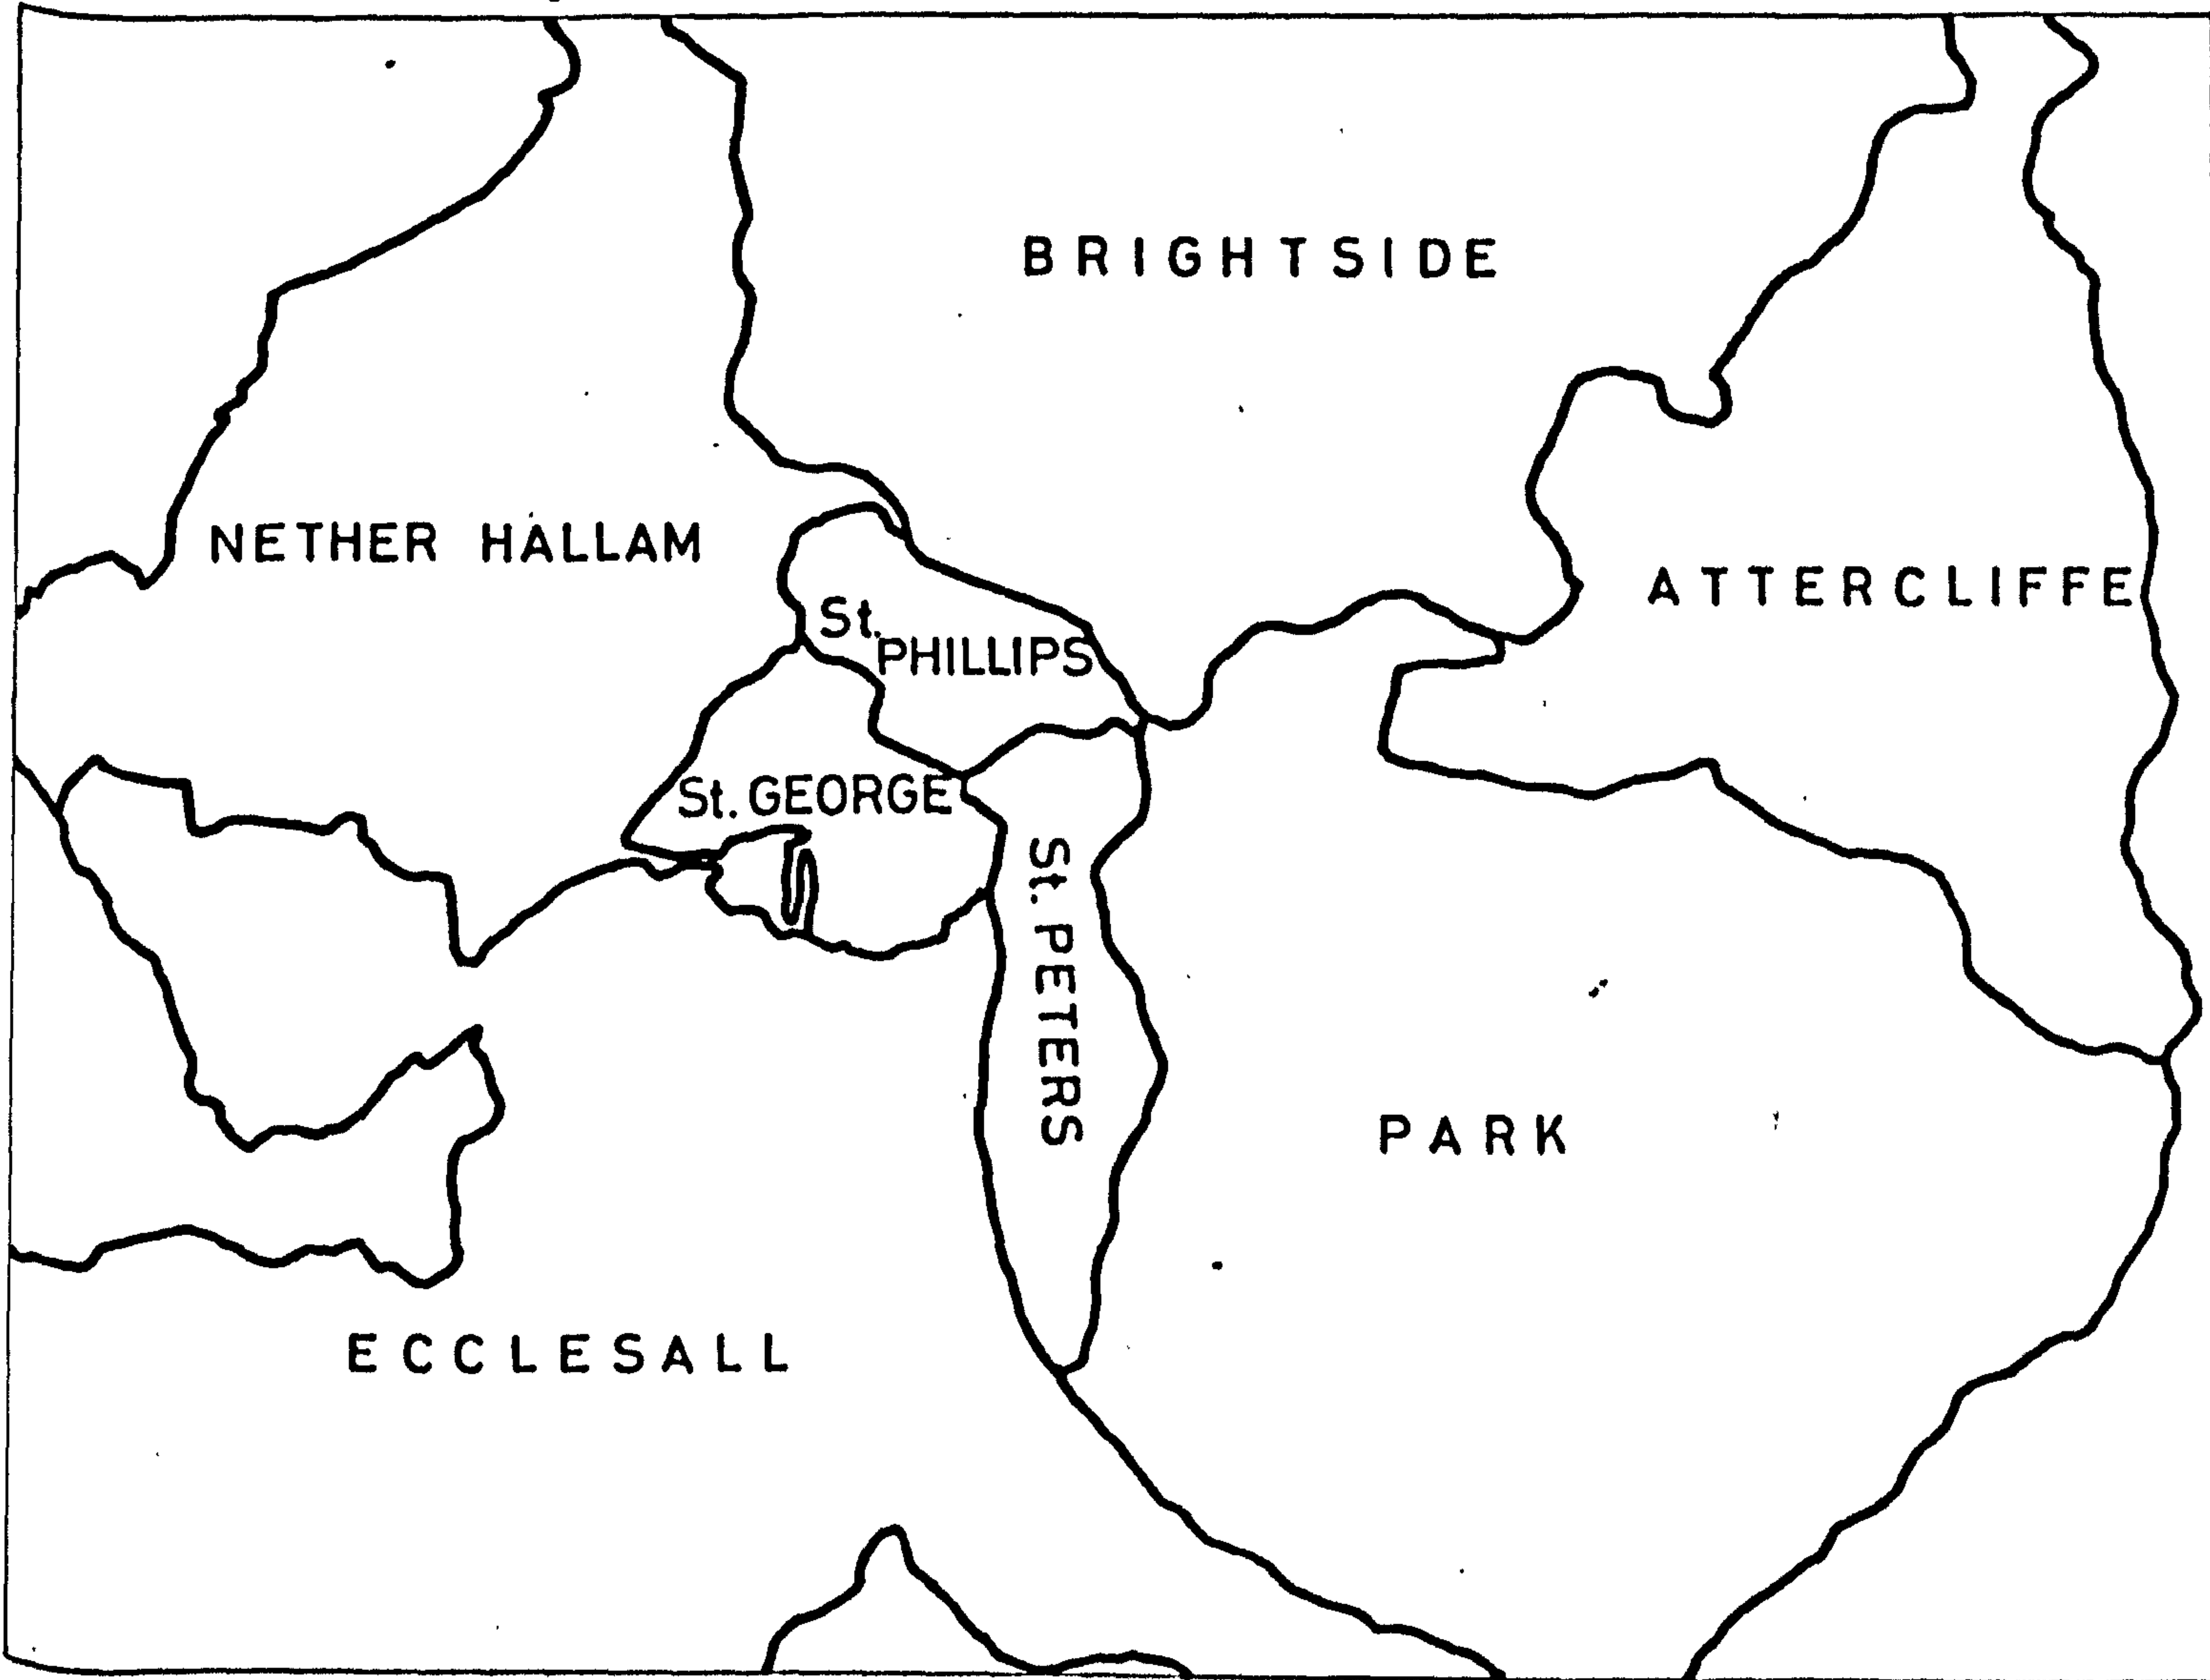 BRIGHTSIDE
NETHER HALLAM
ATTERCLIFFE
St.
PHILLIPS
St. GEORGE
St. PETERS
PARK
ECCLESALL